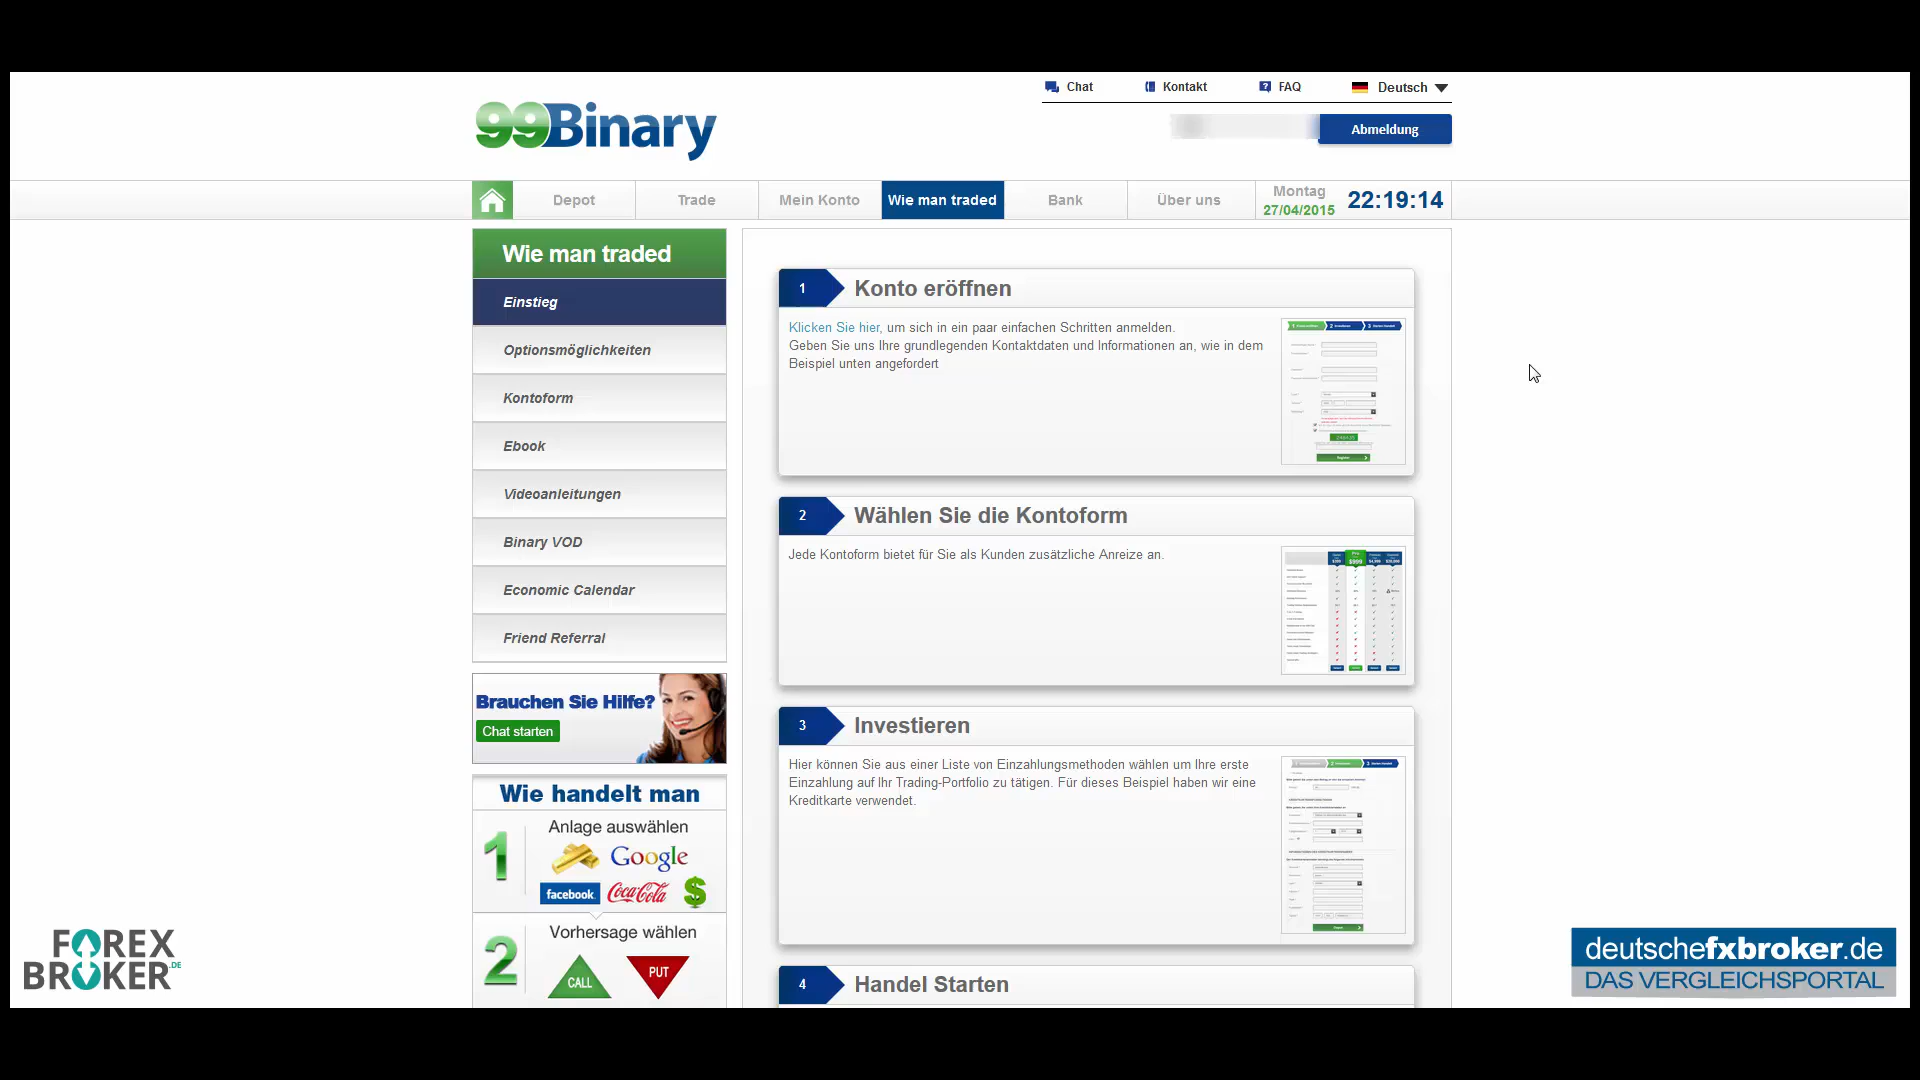 Chat
Kontakt
FAQ
Deutsch
99Binary
Abmeldung
Depot
Trade
Mein Konto
Wie man traded
Bank
Über uns
Montag
27/04/2015
22:19:14
Wie man traded
Einstieg
Optionsmöglichkeiten
Kontoform
Ebook
Videoanleitungen
Binary VOD
Economic Calendar
Friend Referral
Brauchen Sie Hilfe?
Chat starten
Wie handelt man
1
Anlage auswählen
Google
facebook
Coca-Cola
$
2
Vorhersage wählen
CALL
PUT
1
Konto eröffnen
Klicken Sie hier, um sich in ein paar einfachen Schritten anmelden.
Geben Sie uns Ihre grundlegenden Kontaktdaten und Informationen an, wie in dem
Beispiel unten angefordert
2
Wählen Sie die Kontoform
Jede Kontoform bietet für Sie als Kunden zusätzliche Anreize an.
3
Investieren
Hier können Sie aus einer Liste von Einzahlungsmethoden wählen um Ihre erste
Einzahlung auf Ihr Trading-Portfolio zu tätigen. Für dieses Beispiel haben wir eine
Kreditkarte verwendet.
4
Handel Starten
FOREX
BROKER.DE
deutschefxbroker.de
DAS VERGLEICHSPORTAL